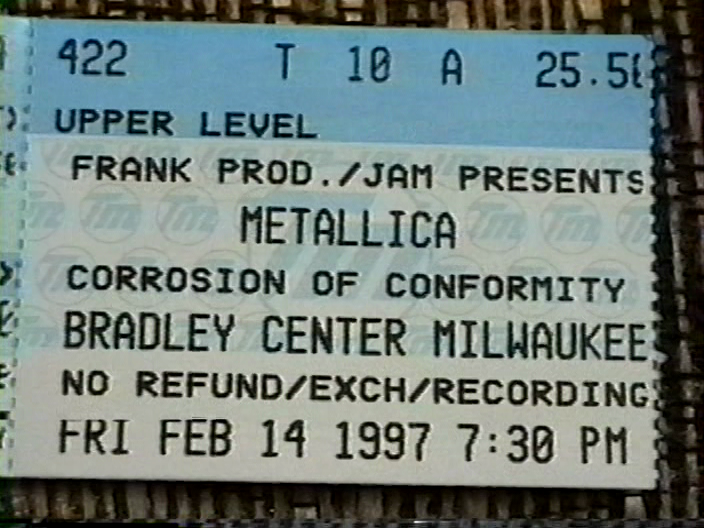 422 T 10 A 25.50
UPPER LEVEL
FRANK PROD./JAM PRESENTS
METALLICA
CORROSION OF CONFORMITY
BRADLEY CENTER MILWAUKEE
NO REFUND/EXCH/RECORDING
FRI FEB 14 1997 7:30 PM